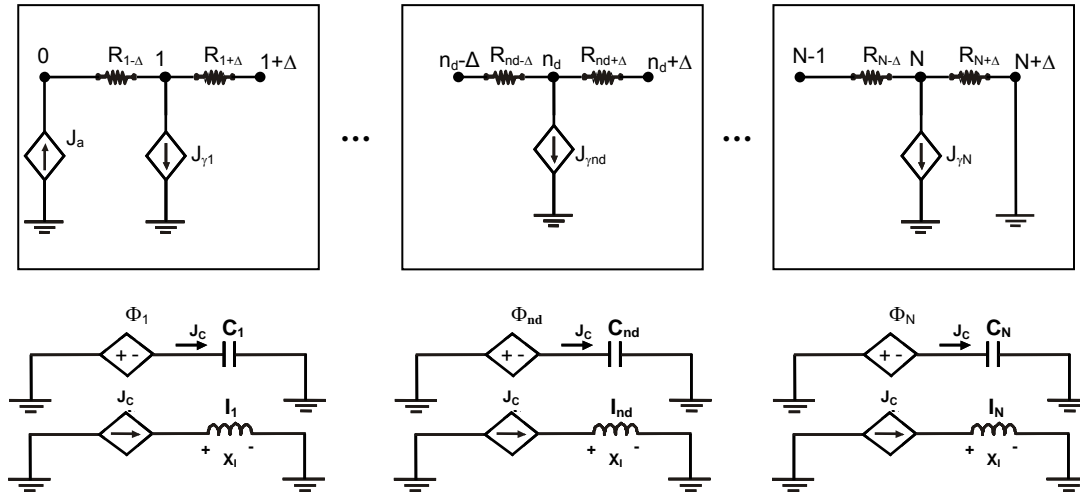 0 R1-Δ 1 R1+Δ 1+Δ
Ja Jγ1
...
nd-Δ Rnd-Δ nd Rnd+Δ nd+Δ
Jγnd
...
N-1 RN-Δ N RN+Δ N+Δ
JγN
Φ1 JC C1
+ -
JC I1
+ XI -
Φnd JC Cnd
+ -
JC Ind
+ XI -
ΦN JC CN
+ -
JC IN
+ XI -